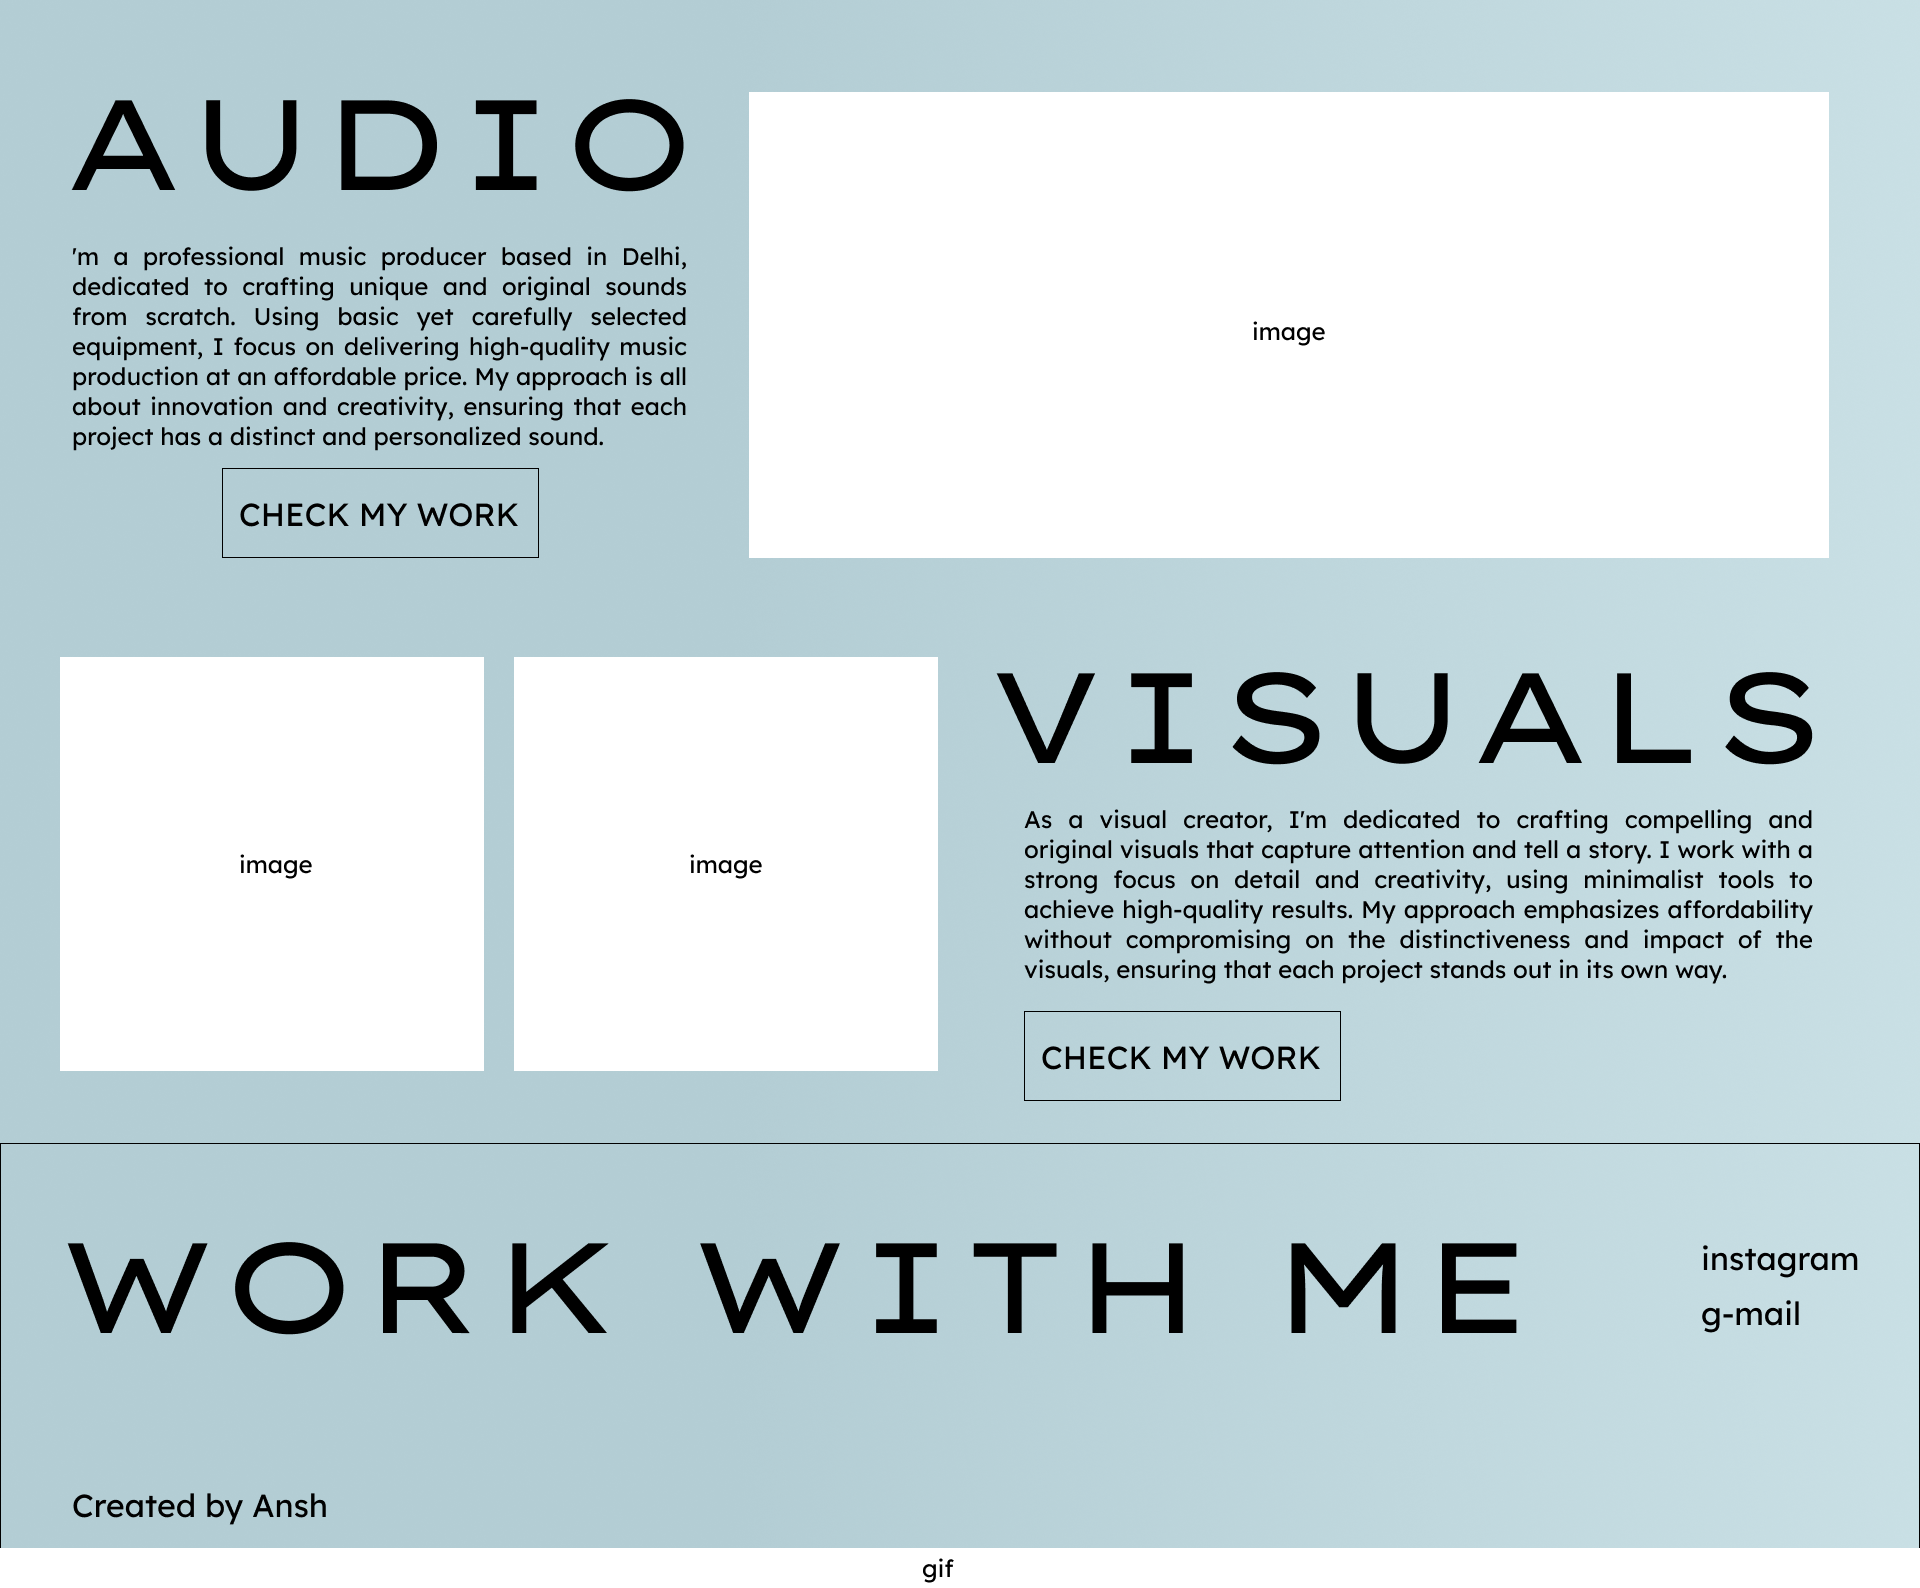 AUDIO
'm a professional music producer based in Delhi,
dedicated to crafting unique and original sounds
from scratch. Using basic yet carefully selected
equipment, I focus on delivering high-quality music
production at an affordable price. My approach is all
about innovation and creativity, ensuring that each
project has a distinct and personalized sound.
CHECK MY WORK
image
image
image
VISUALS
As a visual creator, I'm dedicated to crafting compelling and
original visuals that capture attention and tell a story. I work with a
strong focus on detail and creativity, using minimalist tools to
achieve high-quality results. My approach emphasizes affordability
without compromising on the distinctiveness and impact of the
visuals, ensuring that each project stands out in its own way.
CHECK MY WORK
WORK WITH ME
instagram
g-mail
Created by Ansh
gif